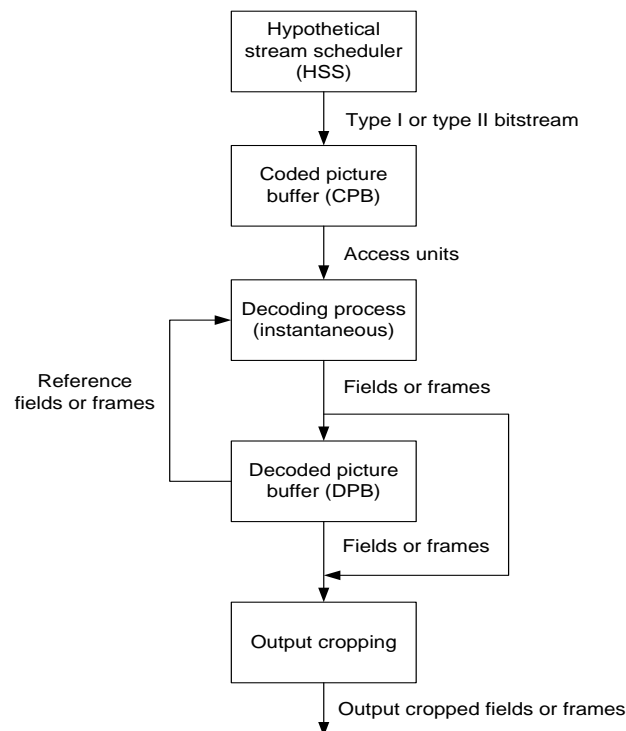 Hypothetical
stream scheduler
(HSS)
Type I or type II bitstream
Coded picture
buffer (CPB)
Access units
Decoding process
(instantaneous)
Reference
fields or frames
Fields or frames
Decoded picture
buffer (DPB)
Fields or frames
Output cropping
Output cropped fields or frames